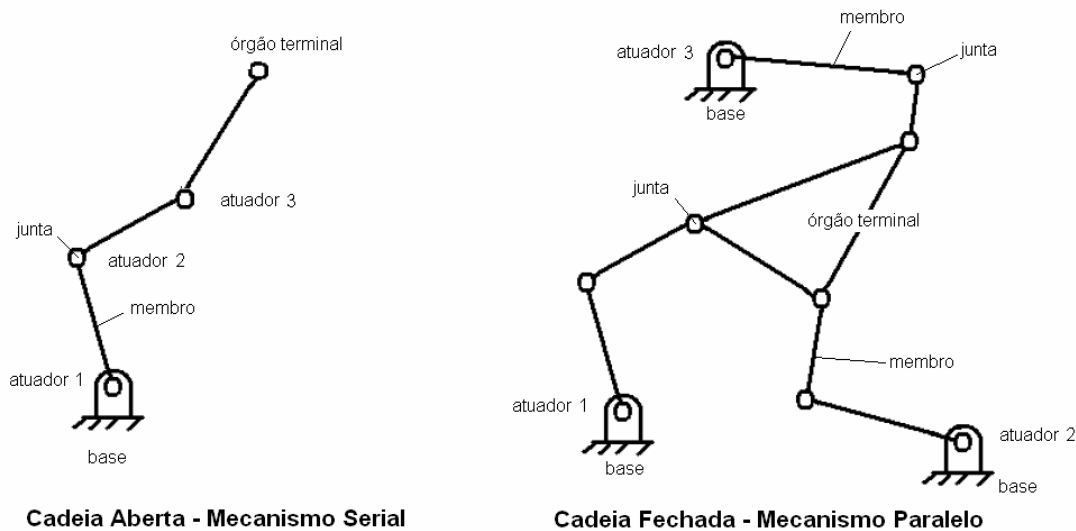 órgão terminal
atuador 3
junta
atuador 2
membro
atuador 1
base
Cadeia Aberta - Mecanismo Serial
membro
atuador 3
junta
base
junta
órgão terminal
membro
atuador 1
atuador 2
base
base
Cadeia Fechada - Mecanismo Paralelo